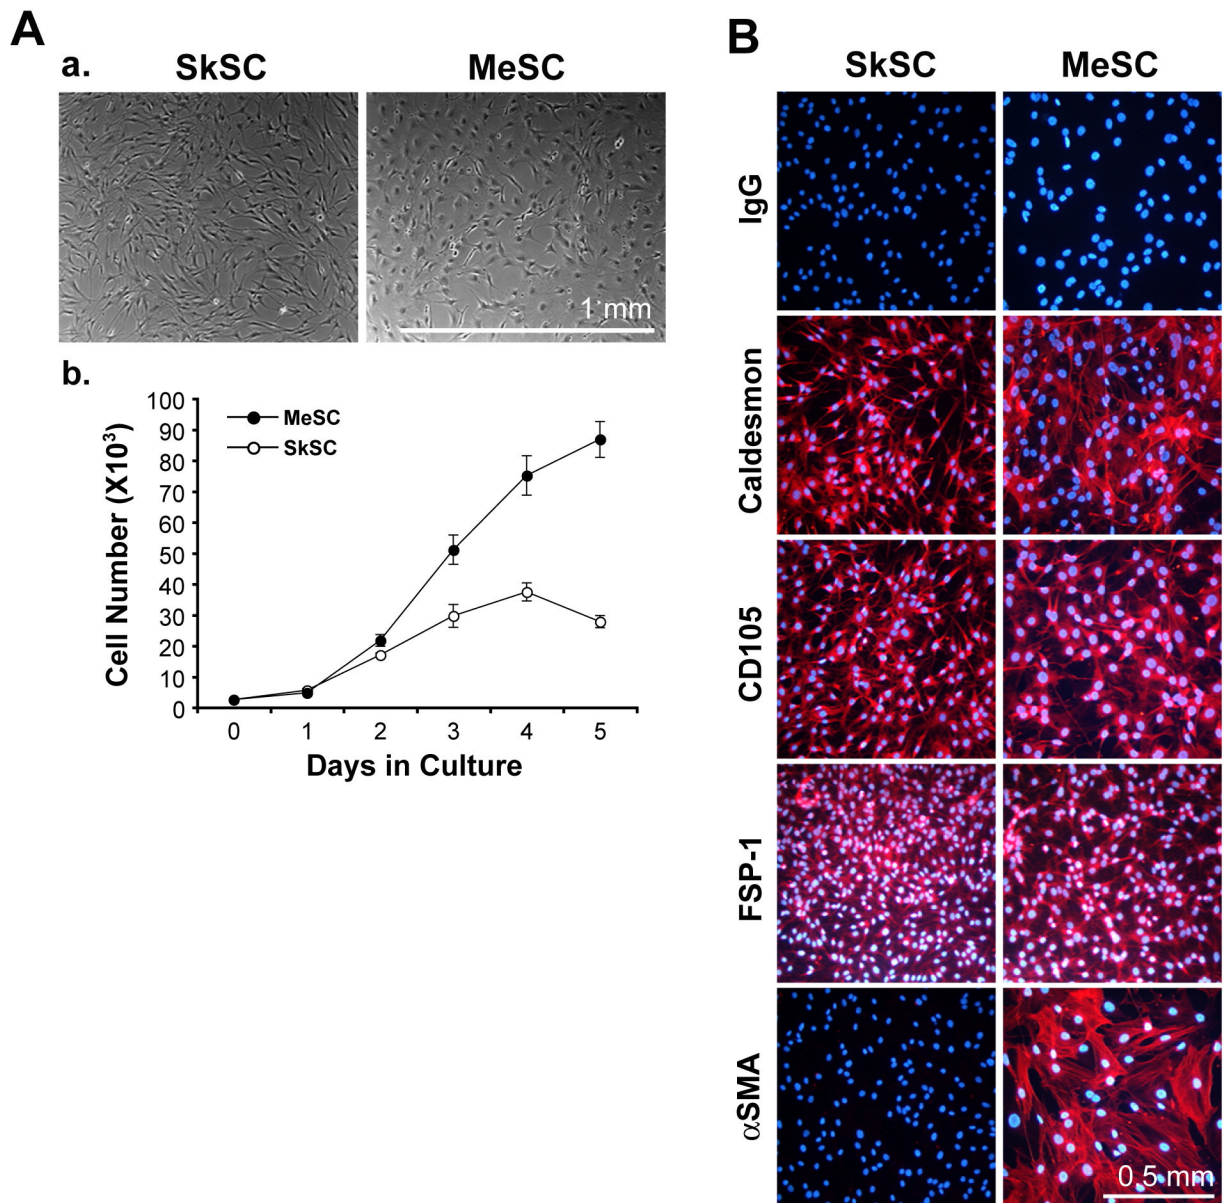 A
a.
SkSC
MeSC
1 mm
b.
100
90
80
70
60
50
40
30
20
10
0
Cell Number (X10³)
MeSC
SkSC
0 1 2 3 4 5
Days in Culture
B
SkSC
MeSC
IgG
Caldesmon
CD105
FSP-1
αSMA
0.5 mm